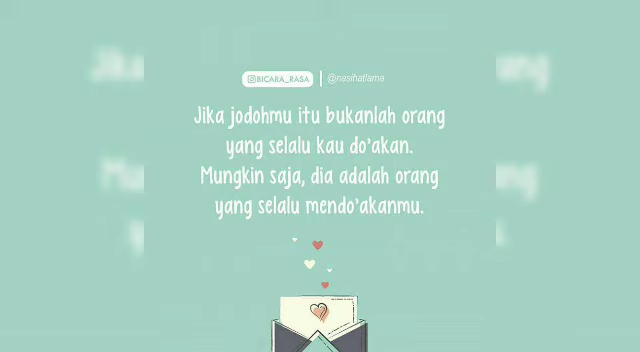 BICARA_RASA @nasihatlama
Jika jodohmu itu bukanlah orang
yang selalu kau do'akan.
Mungkin saja, dia adalah orang
yang selalu mendo'akanmu.